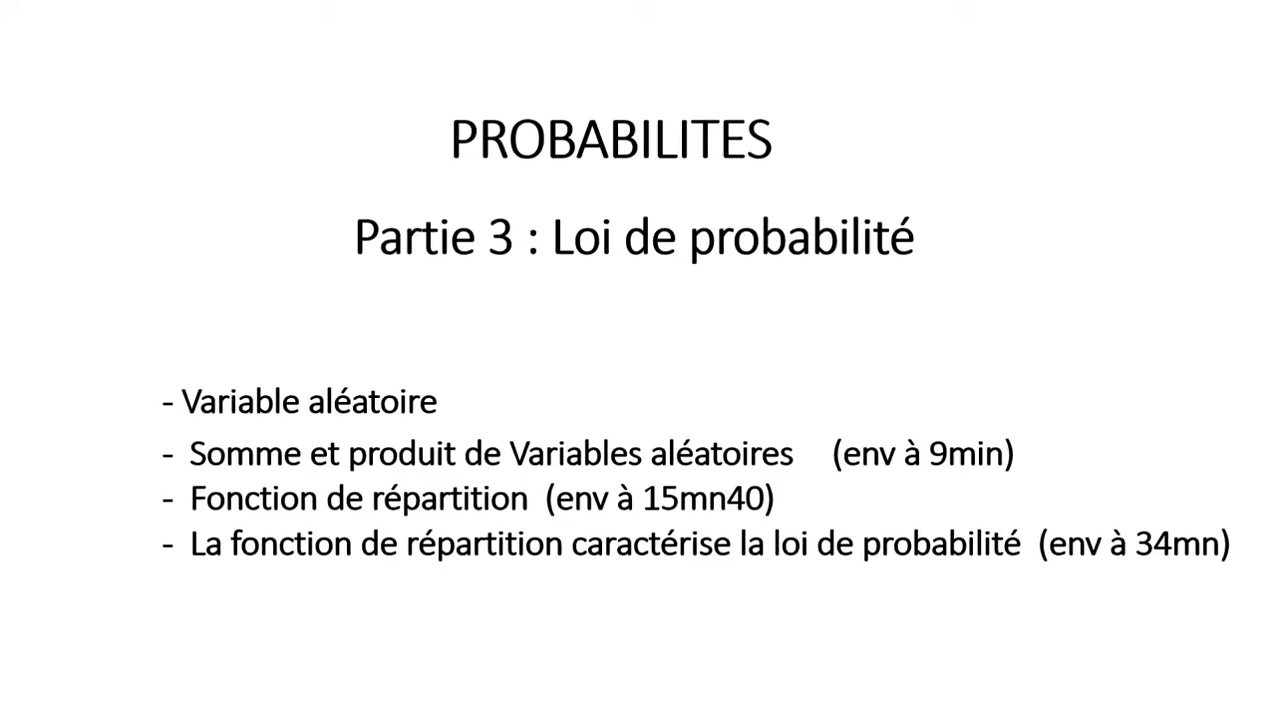 PROBABILITES
Partie 3 : Loi de probabilité
- Variable aléatoire
- Somme et produit de Variables aléatoires (env à 9min)
- Fonction de répartition (env à 15mn40)
- La fonction de répartition caractérise la loi de probabilité (env à 34mn)